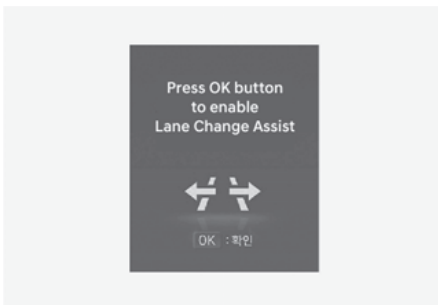 Press OK button
to enable
Lane Change Assist
OK : 확인